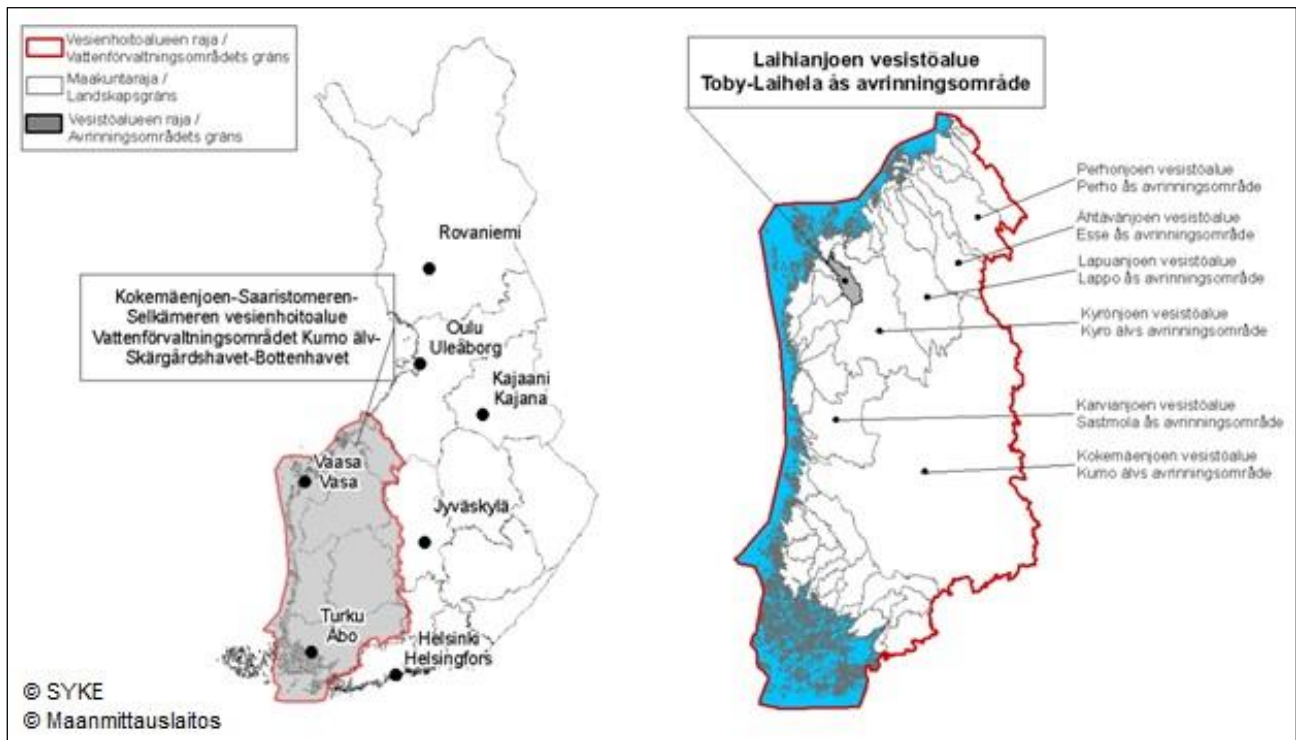 Vesienhoitoalueen raja /
Vattenförvaltningsområdets gräns
Maakuntaraja /
Landskapsgräns
Vesistöalueen raja /
Avrinningsområdets gräns
Rovaniemi
Kokemäenjoen-Saaristomeren-
Selkämeren vesienhoitoalue
Vattenförvaltningsområdet Kumo älv-
Skärgårdshavet-Bottenhavet
Oulu
Uleåborg
Kajaani
Kajana
Vaasa
Vasa
Jyväskylä
Turku
Åbo
Helsinki
Helsingfors
© SYKE
© Maanmittauslaitos
Laihianjoen vesistöalue
Toby-Laihela ås avrinningsområde
Perhonjoen vesistöalue
Perho ås avrinningsområde
Ähtävänjoen vesistöalue
Esse ås avrinningsområde
Lapuanjoen vesistöalue
Lappo ås avrinningsområde
Kyrönjoen vesistöalue
Kyro älvs avrinningsområde
Karvianjoen vesistöalue
Sastmola ås avrinningsområde
Kokemäenjoen vesistöalue
Kumo älvs avrinningsområde